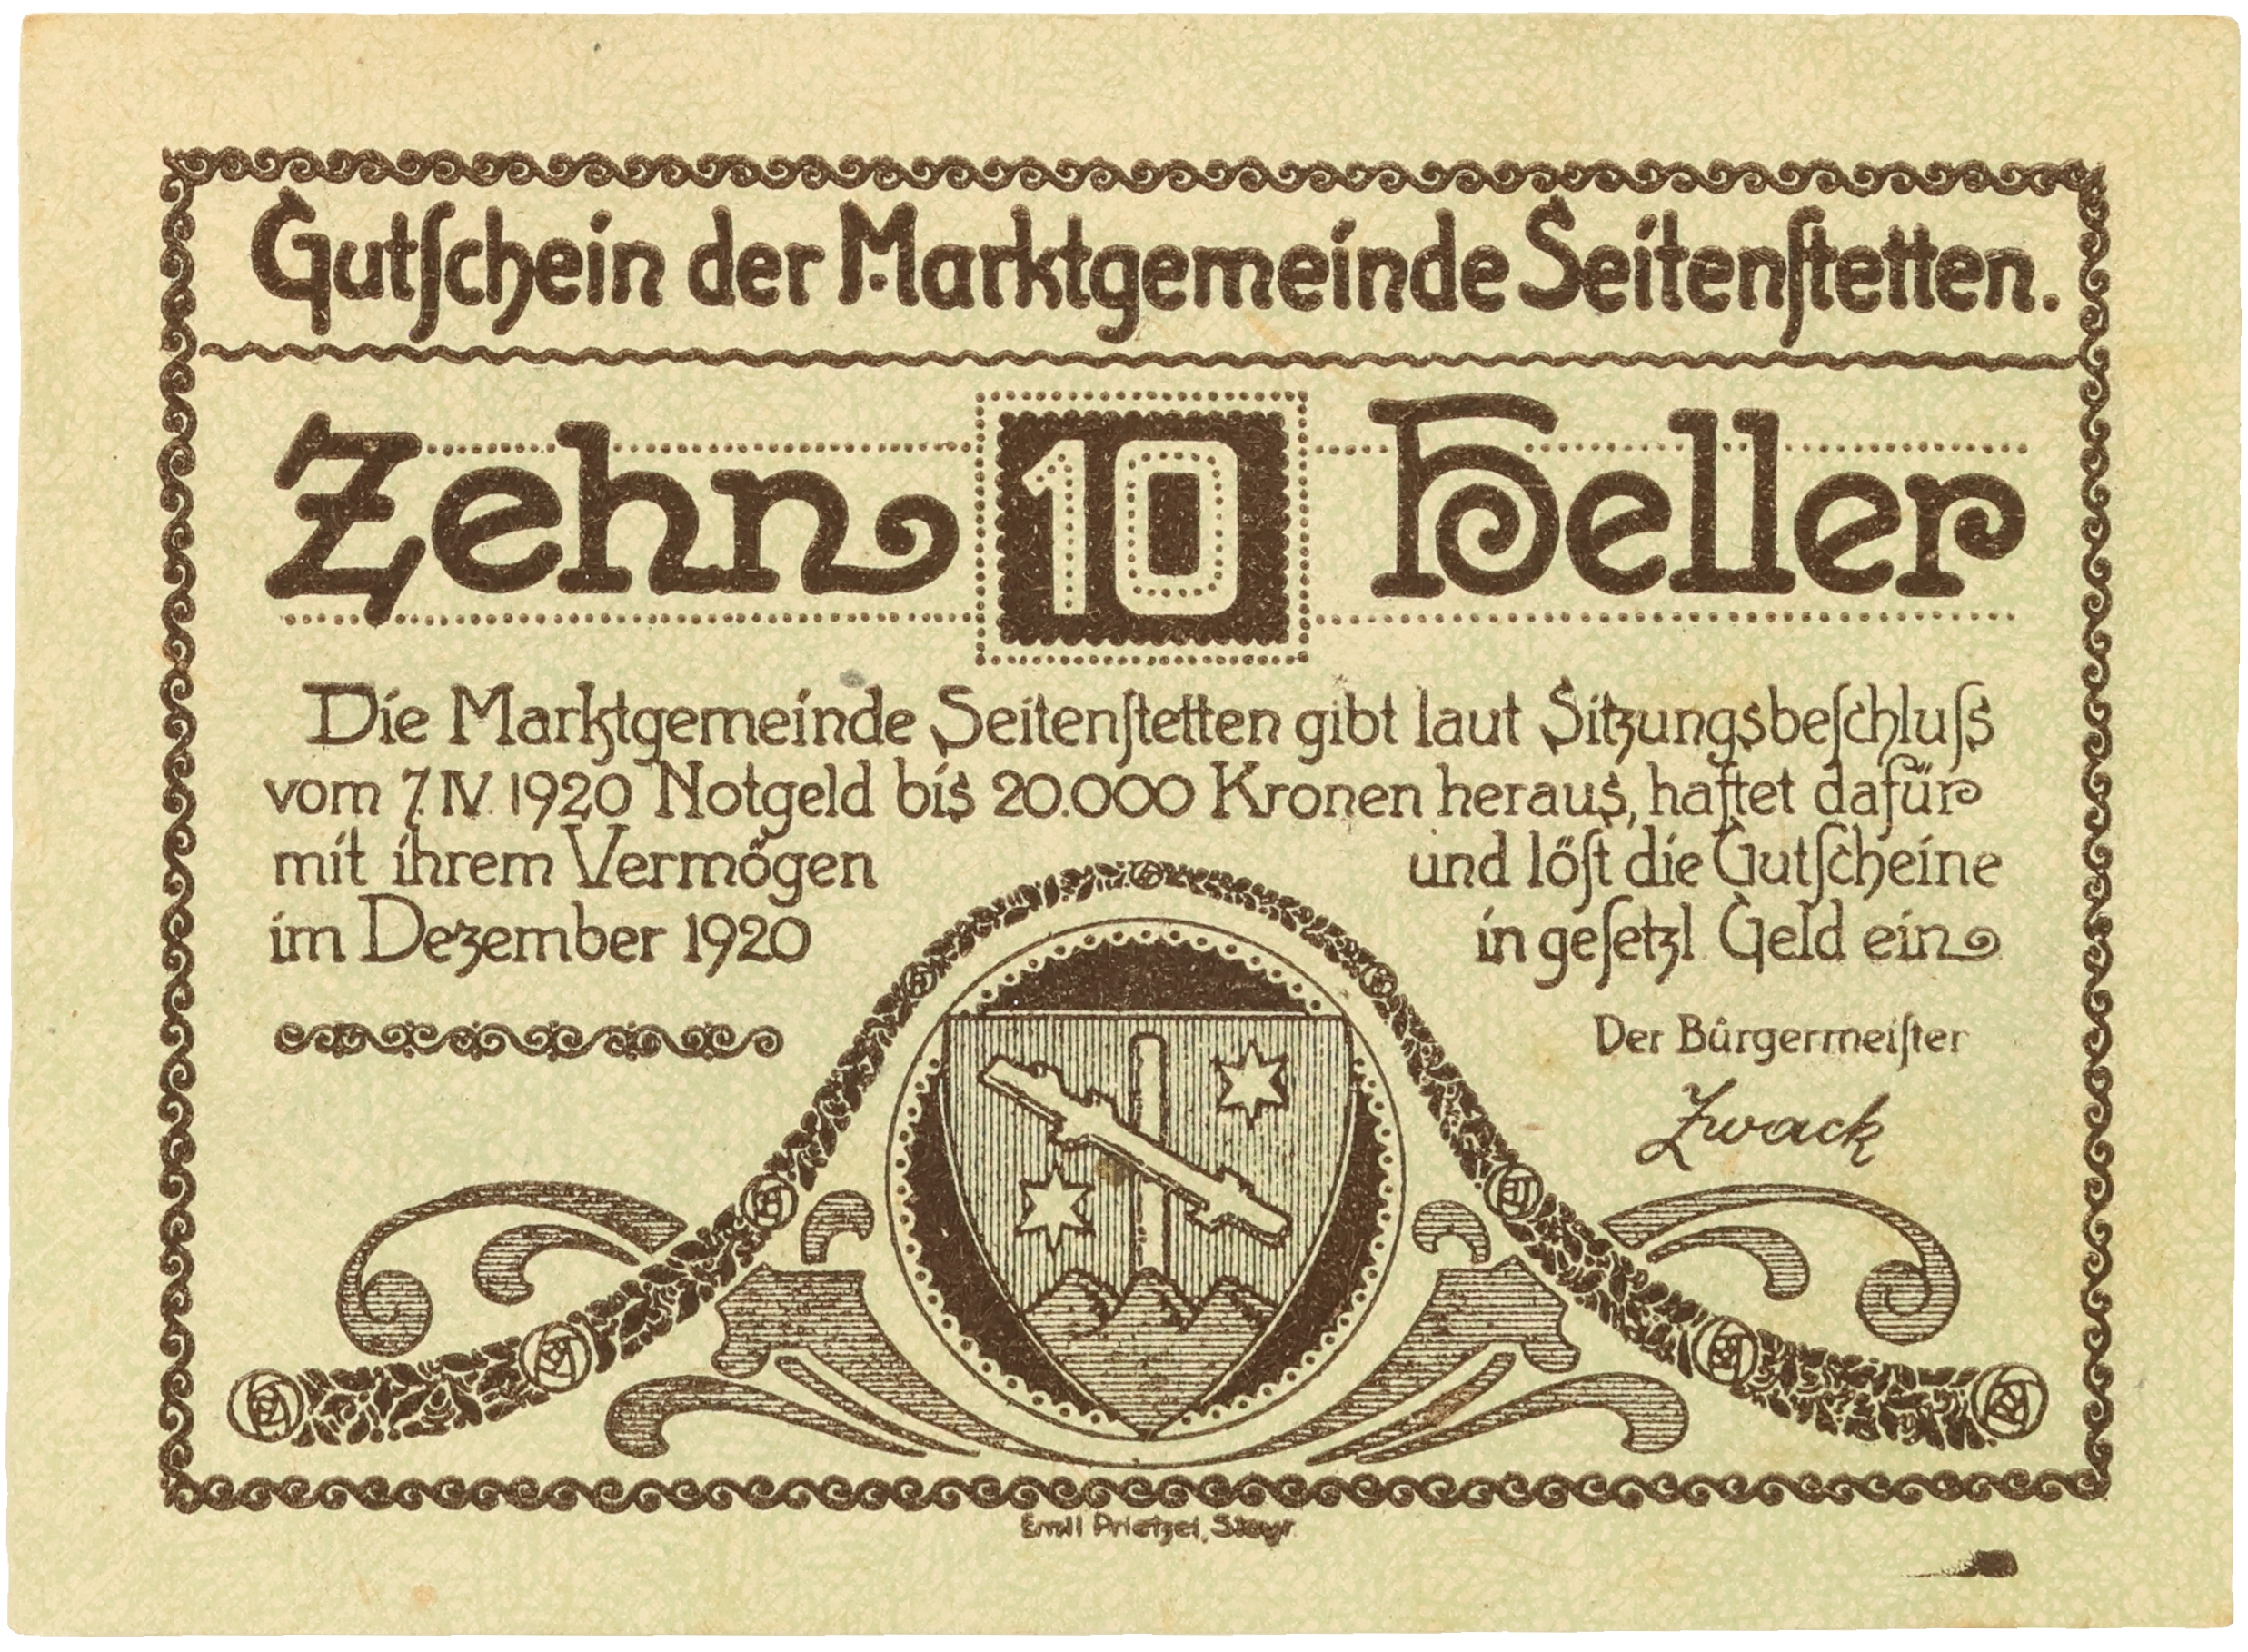 Gutſchein der Marktgemeinde Seitenſtetten.
Zehn 10 Heller
Die Marktgemeinde Seitenſtetten gibt laut Sitzungsbeſchluſs
vom 7. IV. 1920 Notgeld bis 20.000 Kronen heraus, haftet dafür
mit ihrem Vermögen und löſt die Gutſcheine
im Dezember 1920 in geſetzl. Geld ein
Der Bürgermeiſter
Zwack
Emil Prietzel, Steyr.